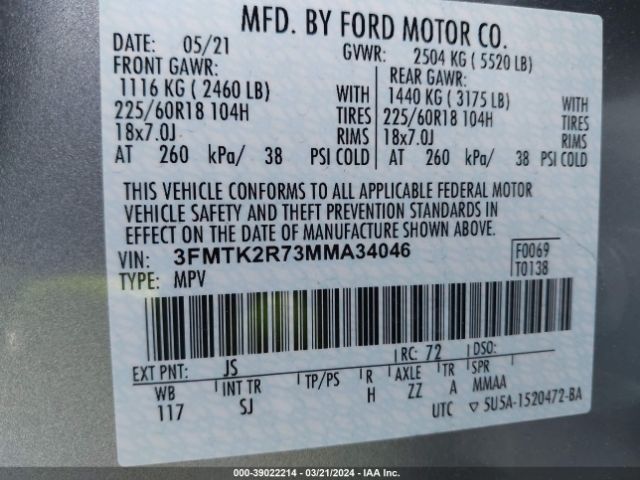 MFD. BY FORD MOTOR CO.
DATE: 05/21 GVWR: 2504 KG ( 5520 LB)
FRONT GAWR: REAR GAWR:
1116 KG ( 2460 LB) WITH 1440 KG ( 3175 LB) WITH
225/60R18 104H TIRES 225/60R18 104H TIRES
18x7.0J RIMS 18x7.0J RIMS
AT 260 kPa/ 38 PSI COLD AT 260 kPa/ 38 PSI COLD
THIS VEHICLE CONFORMS TO ALL APPLICABLE FEDERAL MOTOR
VEHICLE SAFETY AND THEFT PREVENTION STANDARDS IN
EFFECT ON THE DATE OF MANUFACTURE SHOWN ABOVE.
VIN: 3FMTK2R73MMA34046 F0069
TYPE: MPV T0138
EXT PNT: JS RC: 72 DSO:
WB INT TR TP/PS R AXLE TR SPR
117 SJ H ZZ A MMAA
UTC ▽ 5U5A-1520472-BA
000-39022214 - 03/21/2024 - IAA Inc.